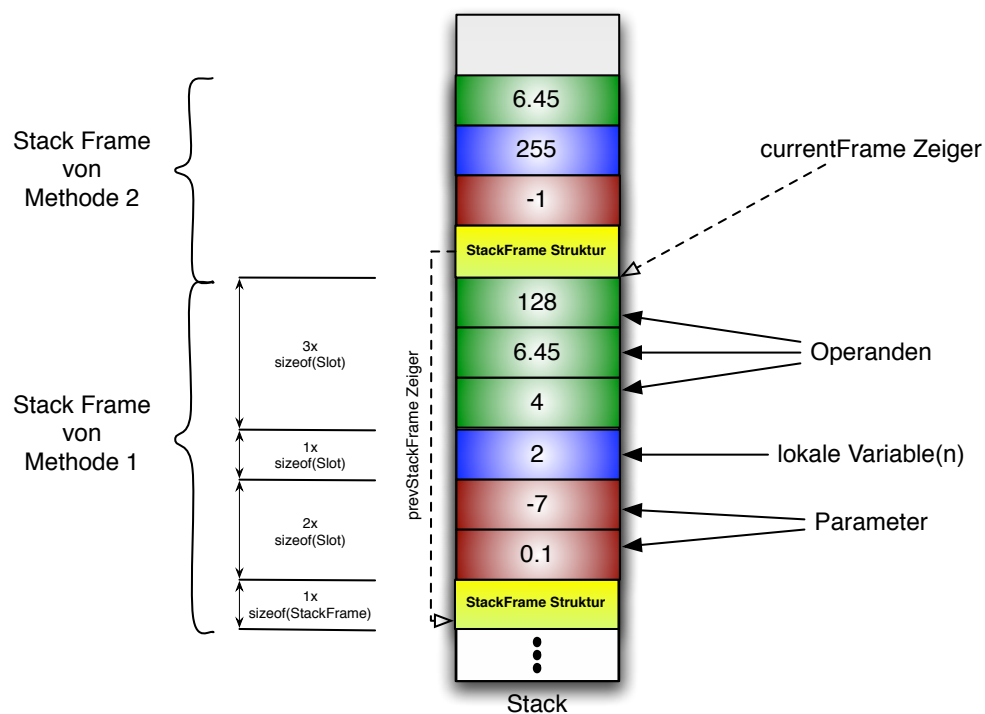 Stack Frame
von
Methode 2
Stack Frame
von
Methode 1
3x
sizeof(Slot)
1x
sizeof(Slot)
2x
sizeof(Slot)
1x
sizeof(StackFrame)
prevStackFrame Zeiger
6.45
255
-1
StackFrame Struktur
128
6.45
4
2
-7
0.1
StackFrame Struktur
Stack
currentFrame Zeiger
Operanden
lokale Variable(n)
Parameter